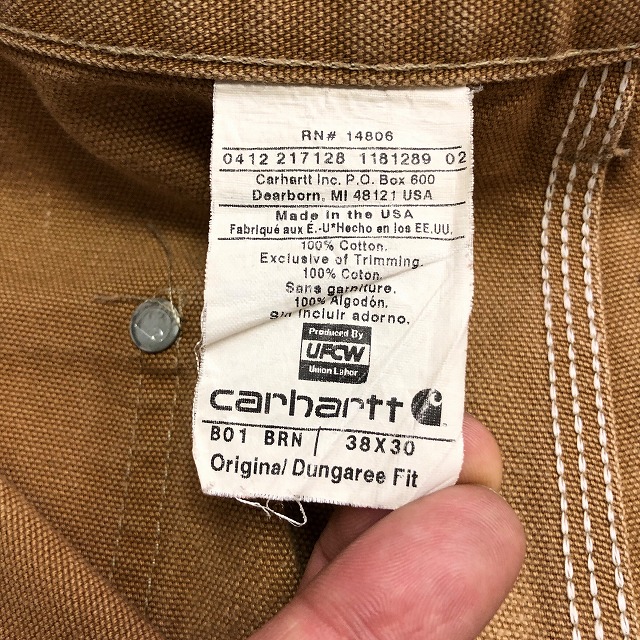 RN# 14806
0412 217128 1181289 02
Carhartt Inc. P.O. Box 600
Dearborn, MI 48121 USA
Made in the USA
Fabriqué aux E.-U*Hecho en los EE.UU.
100% Cotton.
Exclusive of Trimming.
100% Coton.
Sans garniture.
100% Algodón.
Sin incluir adorno.
Produced By
UFCW
Union Labor
carhartt
B01 BRN / 38X30
Original Dungaree Fit